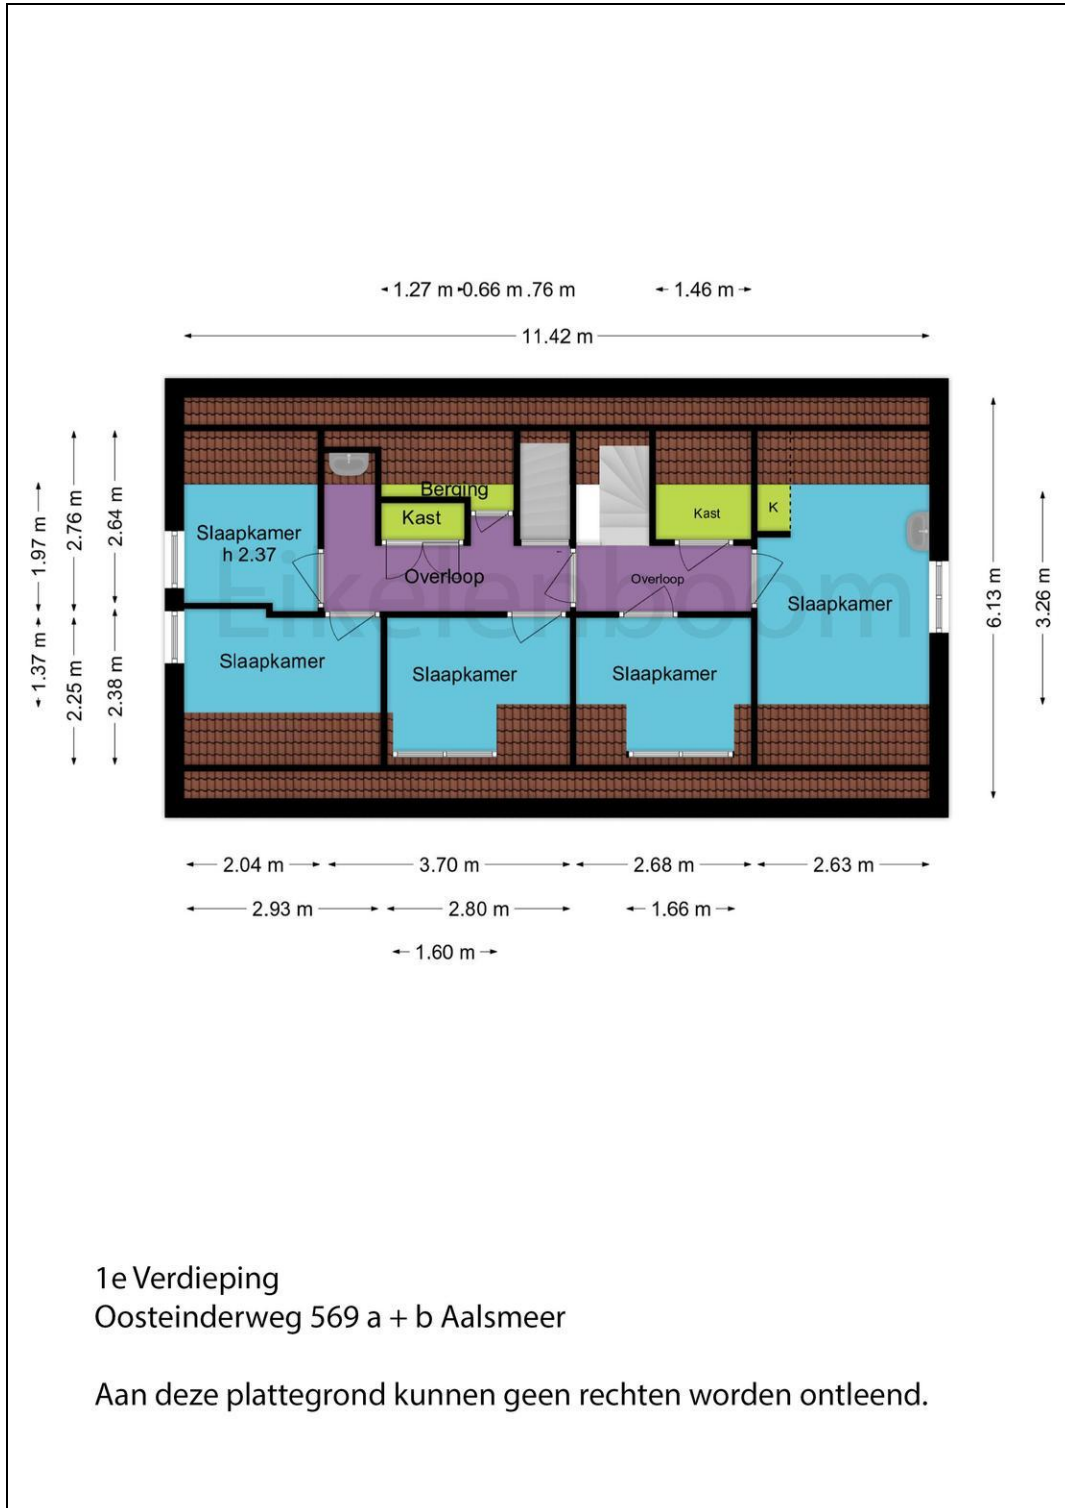 1.27 m 0.66 m .76 m 1.46 m
11.42 m
Berging
Kast
Kast
K
Slaapkamer
h 2.37
Overloop
Overloop
Slaapkamer
Slaapkamer
Slaapkamer
Slaapkamer
Eikelenboom
1.97 m
2.76 m
2.64 m
1.37 m
2.25 m
2.38 m
6.13 m
3.26 m
2.04 m 3.70 m 2.68 m 2.63 m
2.93 m 2.80 m 1.66 m
1.60 m
1e Verdieping
Oosteinderweg 569 a + b Aalsmeer
Aan deze plattegrond kunnen geen rechten worden ontleend.